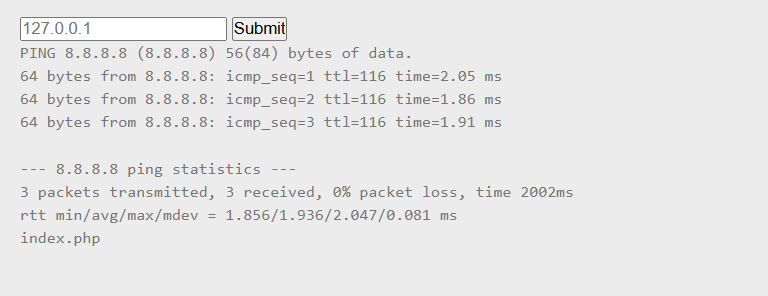 127.0.0.1 Submit
PING 8.8.8.8 (8.8.8.8) 56(84) bytes of data.
64 bytes from 8.8.8.8: icmp_seq=1 ttl=116 time=2.05 ms
64 bytes from 8.8.8.8: icmp_seq=2 ttl=116 time=1.86 ms
64 bytes from 8.8.8.8: icmp_seq=3 ttl=116 time=1.91 ms
--- 8.8.8.8 ping statistics ---
3 packets transmitted, 3 received, 0% packet loss, time 2002ms
rtt min/avg/max/mdev = 1.856/1.936/2.047/0.081 ms
index.php